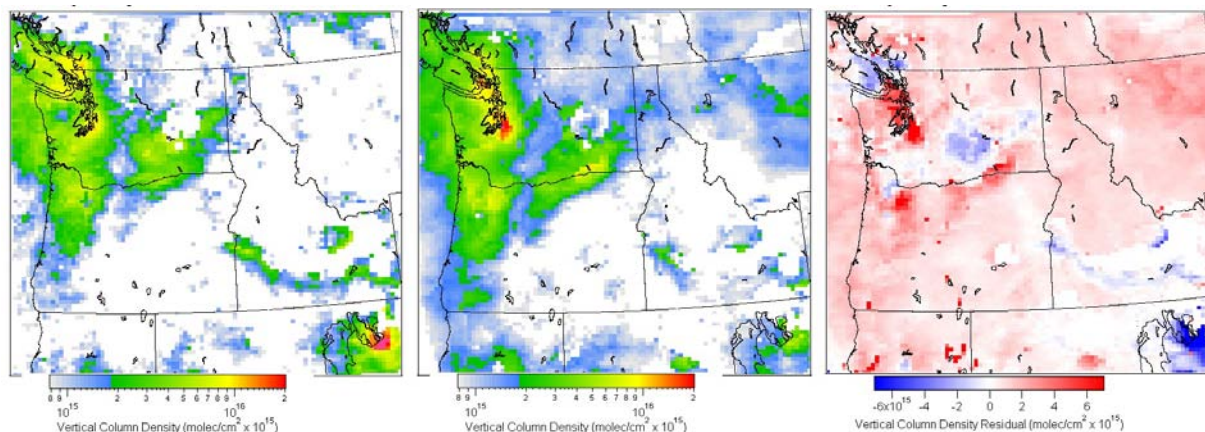 8 9 2 3 4 5 6 7 8 9 2
10¹⁵ 10¹⁶
Vertical Column Density (molec/cm² x 10¹⁵)
8 9 2 3 4 5 6 7 8 9 2
10¹⁵ 10¹⁶
Vertical Column Density (molec/cm² x 10¹⁵)
-6x10¹⁵ -4 -2 0 2 4 6
Vertical Column Density Residual (molec/cm² x 10¹⁵)